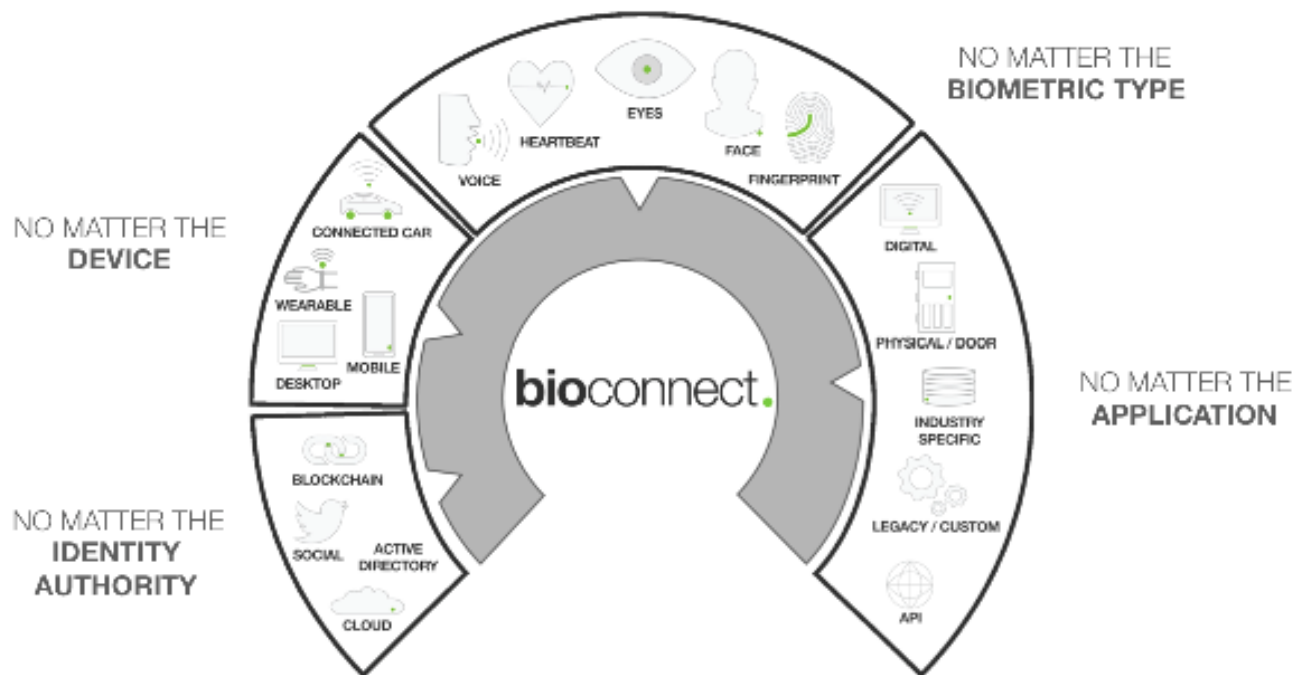 NO MATTER THE
BIOMETRIC TYPE
EYES
HEARTBEAT
FACE
VOICE
FINGERPRINT
NO MATTER THE
DEVICE
CONNECTED CAR
WEARABLE
MOBILE
DESKTOP
DIGITAL
PHYSICAL / DOOR
INDUSTRY
SPECIFIC
LEGACY / CUSTOM
API
NO MATTER THE
APPLICATION
bioconnect.
NO MATTER THE
IDENTITY
AUTHORITY
BLOCKCHAIN
SOCIAL
ACTIVE
DIRECTORY
CLOUD